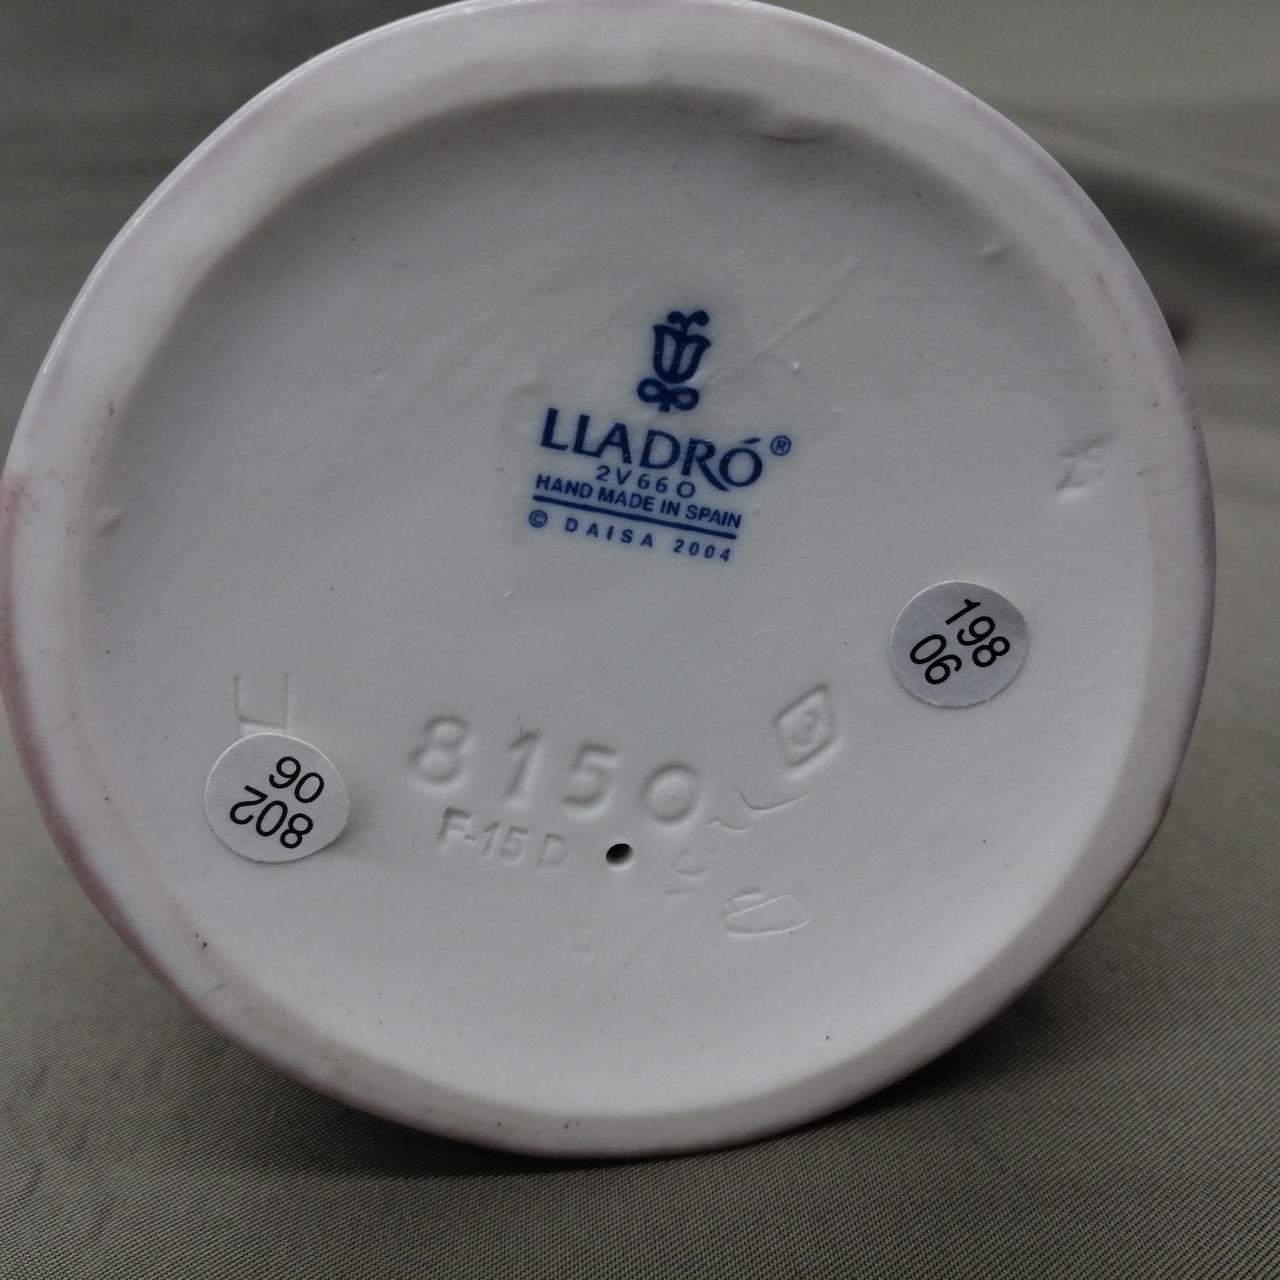 LLADRÓ®
2V66O
HAND MADE IN SPAIN
© DAISA 2004
198
06
06
802
8150
F-15 D